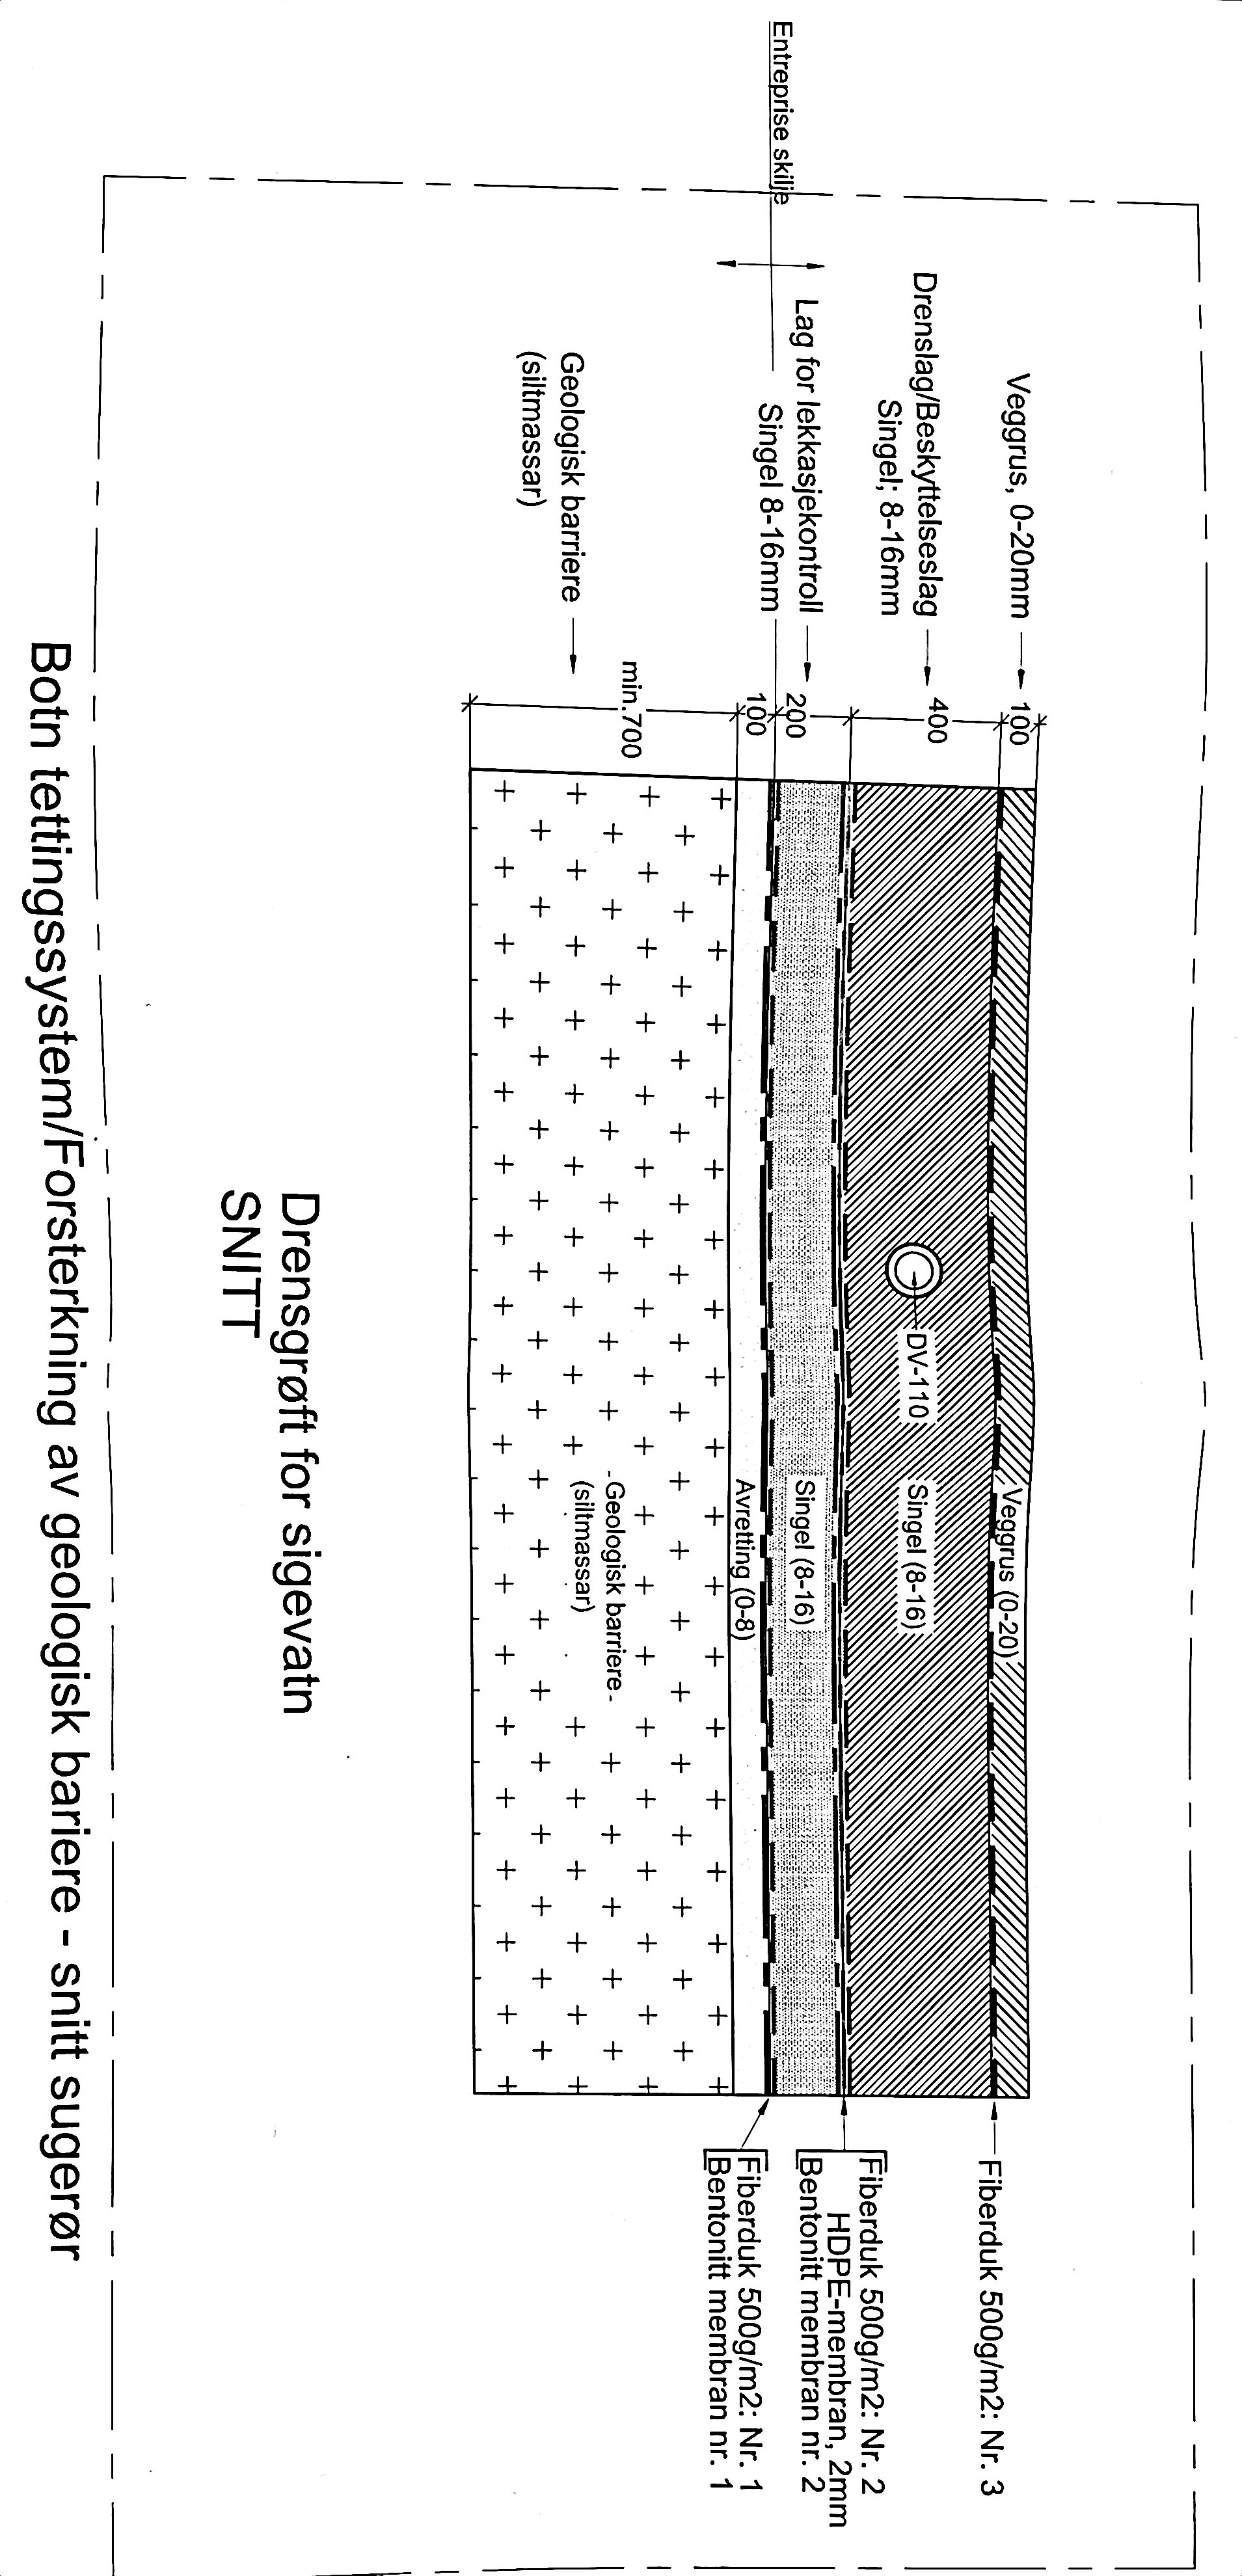 Veggrus, 0-20mm
100
Veggrus (0-20)
Fiberduk 500g/m2: Nr. 3
Drenslag/Beskyttelseslag
Singel; 8-16mm
400
DV-110
Singel (8-16)
Fiberduk 500g/m2: Nr. 2
HDPE-membran, 2mm
Bentonitt membran nr. 2
Entreprise skilje
Lag for lekkasjekontroll
Singel 8-16mm
200
Singel (8-16)
100
Avretting (0-8)
Fiberduk 500g/m2: Nr. 1
Bentonitt membran nr. 1
min.700
Geologisk barriere
(siltmassar)
Geologisk barriere
(siltmassar)
Drensgrøft for sigevatn
SNITT
Botn tettingssystem/Forsterkning av geologisk bariere - snitt sugerør